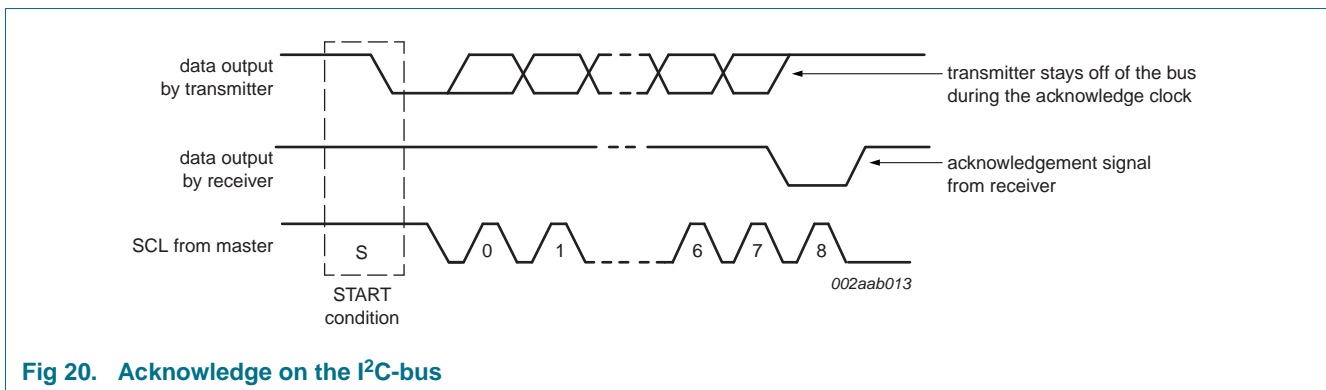 data output
by transmitter
transmitter stays off of the bus
during the acknowledge clock
data output
by receiver
acknowledgement signal
from receiver
SCL from master
S
0
1
6
7
8
002aab013
START
condition
Fig 20. Acknowledge on the I²C-bus